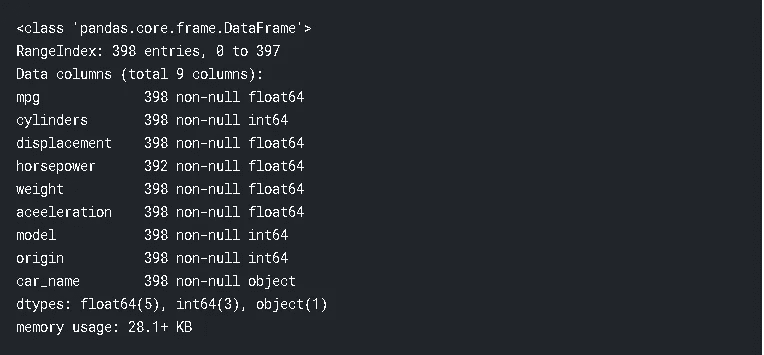 <class 'pandas.core.frame.DataFrame'>
RangeIndex: 398 entries, 0 to 397
Data columns (total 9 columns):
mpg             398 non-null float64
cylinders       398 non-null int64
displacement    398 non-null float64
horsepower      392 non-null float64
weight          398 non-null float64
aceeleration    398 non-null float64
model           398 non-null int64
origin          398 non-null int64
car_name        398 non-null object
dtypes: float64(5), int64(3), object(1)
memory usage: 28.1+ KB